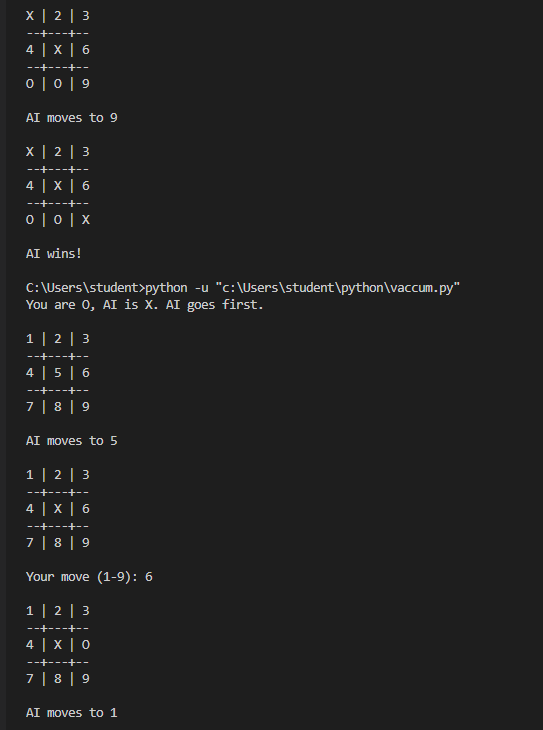 X | 2 | 3
--+---+--
4 | X | 6
--+---+--
O | O | 9
AI moves to 9
X | 2 | 3
--+---+--
4 | X | 6
--+---+--
O | O | X
AI wins!
C:\Users\student>python -u "c:\Users\student\python\vaccum.py"
You are O, AI is X. AI goes first.
1 | 2 | 3
--+---+--
4 | 5 | 6
--+---+--
7 | 8 | 9
AI moves to 5
1 | 2 | 3
--+---+--
4 | X | 6
--+---+--
7 | 8 | 9
Your move (1-9): 6
1 | 2 | 3
--+---+--
4 | X | O
--+---+--
7 | 8 | 9
AI moves to 1